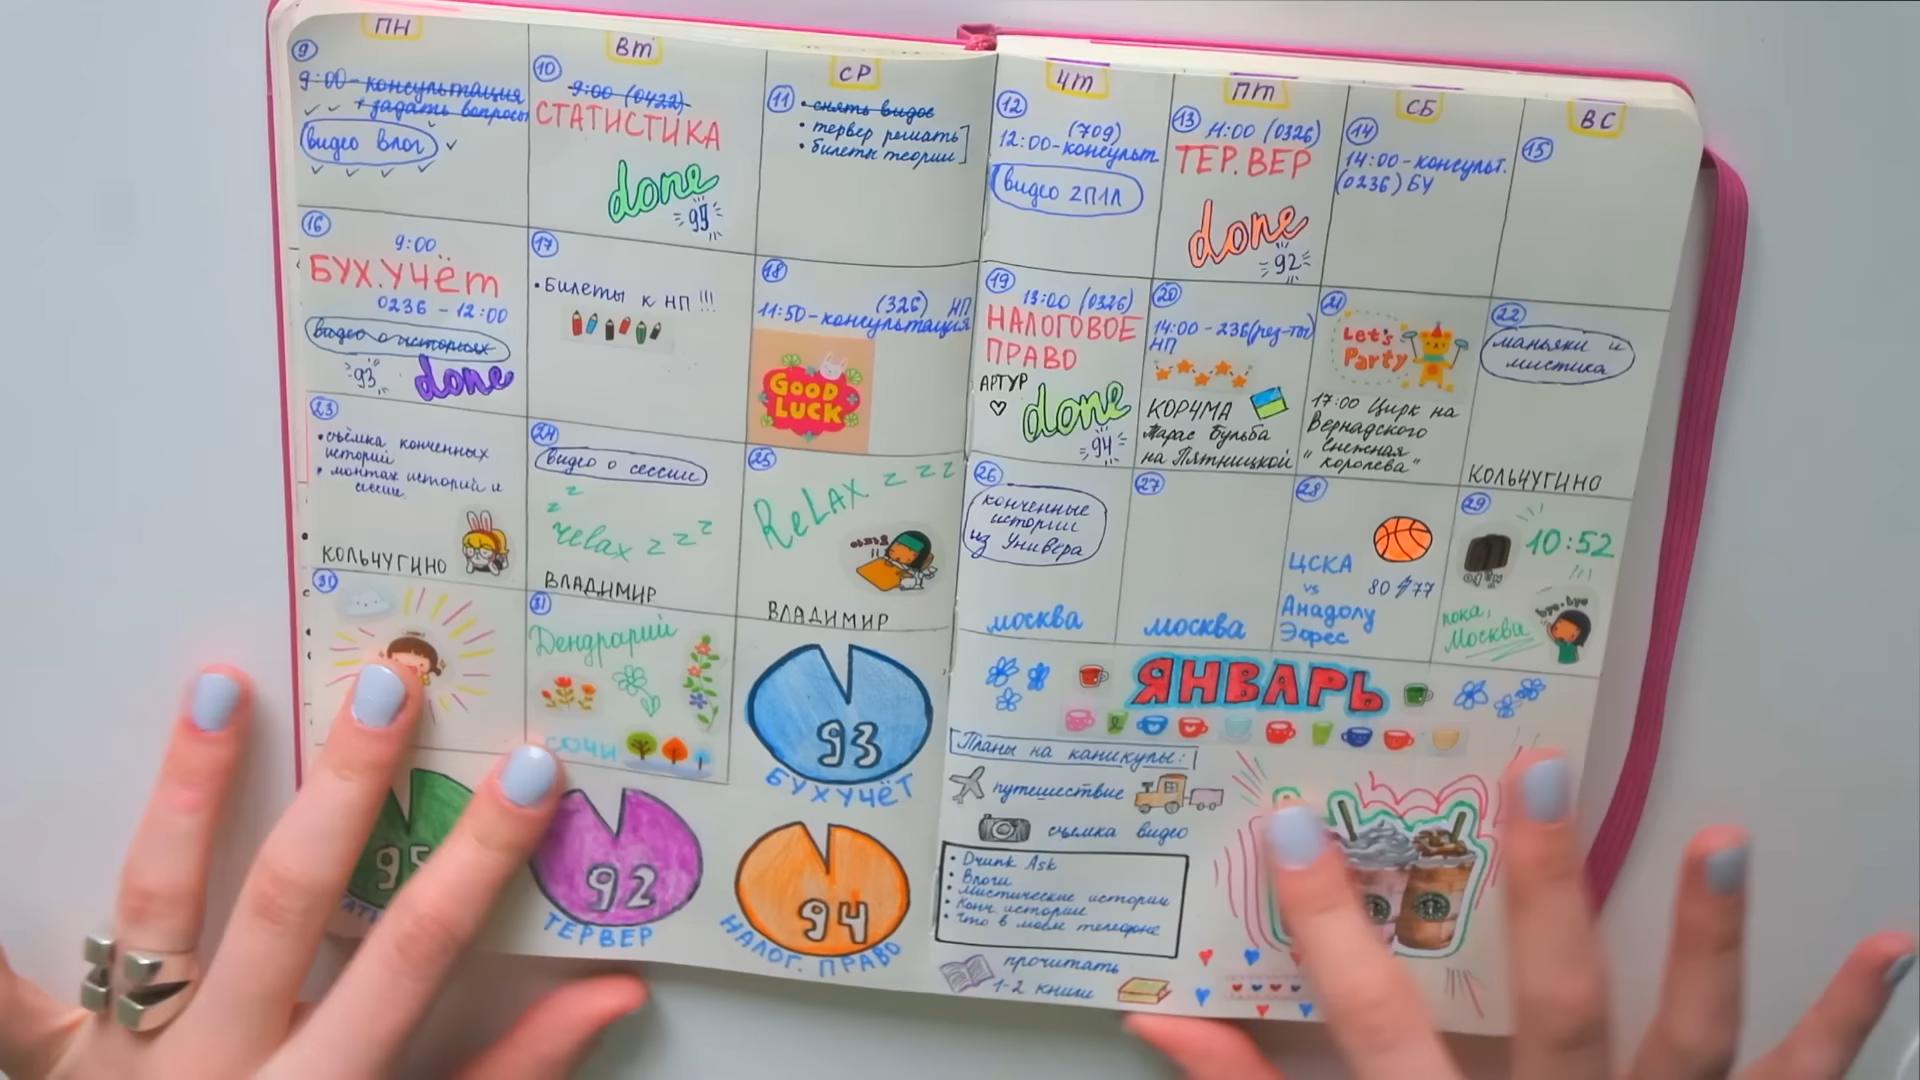 ПН
ВТ
СР
ЧТ
ПТ
СБ
ВС
9
9:00 - консультация
+ задать вопросы
видео влог
10
9:00 (0422)
СТАТИСТИКА
done
95
11
• снять видос
• тервер решать
• билеты теории
12
(709)
12:00 - консульт.
видео 2П1Л
13
11:00 (0326)
ТЕР.ВЕР
done
92
14
14:00 - консульт.
(0236) БУ
15
16
9:00
БУХ.УЧЁТ
0236 - 12:00
видео о историях
93
done
17
• Билеты к НП !!!
18
(326) НП
11:50 - консультация
GOOD
LUCK
19
13:00 (0326)
НАЛОГОВОЕ
ПРАВО
АРТУР
done
94
20
14:00 - 236 (рез-ты)
НП
КОРЧМА
Тарас Бульба
на Пятницкой
21
Let's
Party
17:00 Цирк на
Вернадского
"Снежная
королева"
22
маньяки и
мистика
КОЛЬЧУГИНО
23
• съёмка конченных
историй
• монтаж историй и
сессии
КОЛЬЧУГИНО
24
видео о сессии
relax z z z
ВЛАДИМИР
25
ReLAX z z z
ВЛАДИМИР
26
конченные
истории
из Универа
москва
27
москва
28
ЦСКА
vs
Анадолу
Эфес
80 77
29
10:52
пока,
Москва
bye-bye
30
31
Дендрарий
СОЧИ
93
БУХУЧЁТ
95
92
ТЕРВЕР
94
НАЛОГ. ПРАВО
ЯНВАРЬ
Планы на каникулы:
путешествие
съемка видео
• Drunk Ask
• Влоги
• Мистические истории
• Конч. истории
• Что в моём телефоне
прочитать
1-2 книги